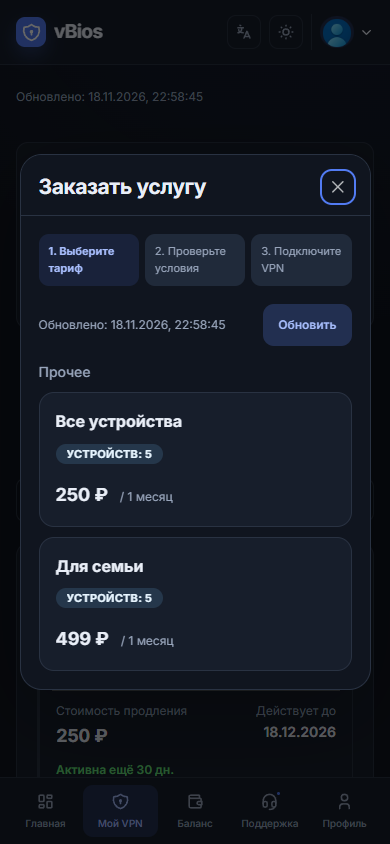 vBios
Обновлено: 18.11.2026, 22:58:45
Заказать услугу
1. Выберите тариф
2. Проверьте условия
3. Подключите VPN
Обновлено: 18.11.2026, 22:58:45
Обновить
Прочее
Все устройства
УСТРОЙСТВ: 5
250 ₽ / 1 месяц
Для семьи
УСТРОЙСТВ: 5
499 ₽ / 1 месяц
Стоимость продления
Действует до
250 ₽
18.12.2026
Активна ещё 30 дн.
Главная
Мой VPN
Баланс
Поддержка
Профиль